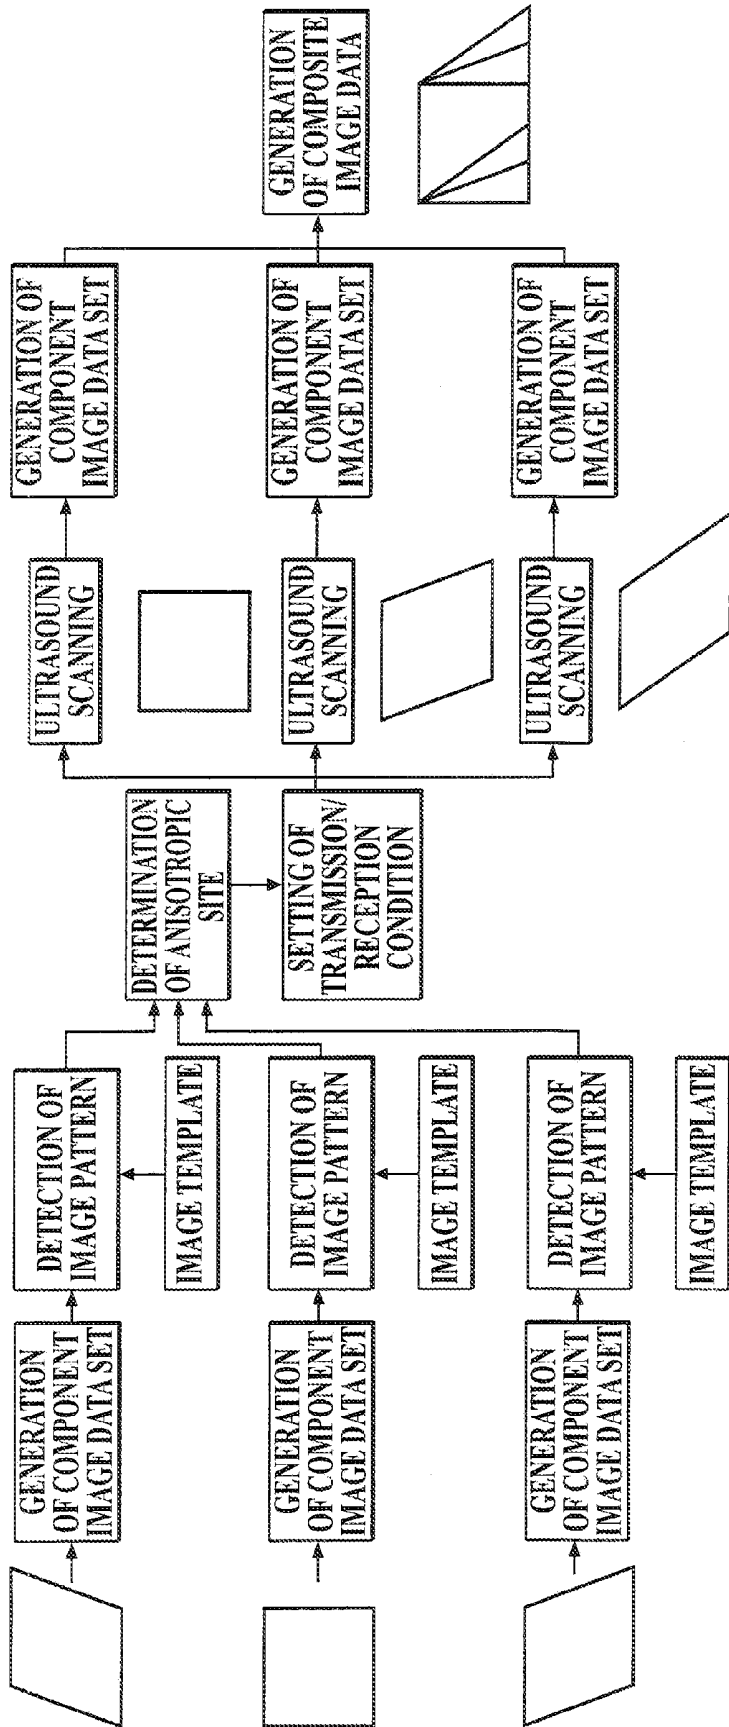 GENERATION
OF COMPONENT
IMAGE DATA SET
DETECTION OF
IMAGE PATTERN
IMAGE TEMPLATE
GENERATION
OF COMPONENT
IMAGE DATA SET
DETECTION OF
IMAGE PATTERN
IMAGE TEMPLATE
GENERATION
OF COMPONENT
IMAGE DATA SET
DETECTION OF
IMAGE PATTERN
IMAGE TEMPLATE
DETERMINATION
OF ANISOTROPIC
SITE
SETTING OF
TRANSMISSION/
RECEPTION
CONDITION
ULTRASOUND
SCANNING
GENERATION OF
COMPONENT
IMAGE DATA SET
ULTRASOUND
SCANNING
GENERATION OF
COMPONENT
IMAGE DATA SET
ULTRASOUND
SCANNING
GENERATION OF
COMPONENT
IMAGE DATA SET
GENERATION
OF COMPOSITE
IMAGE DATA